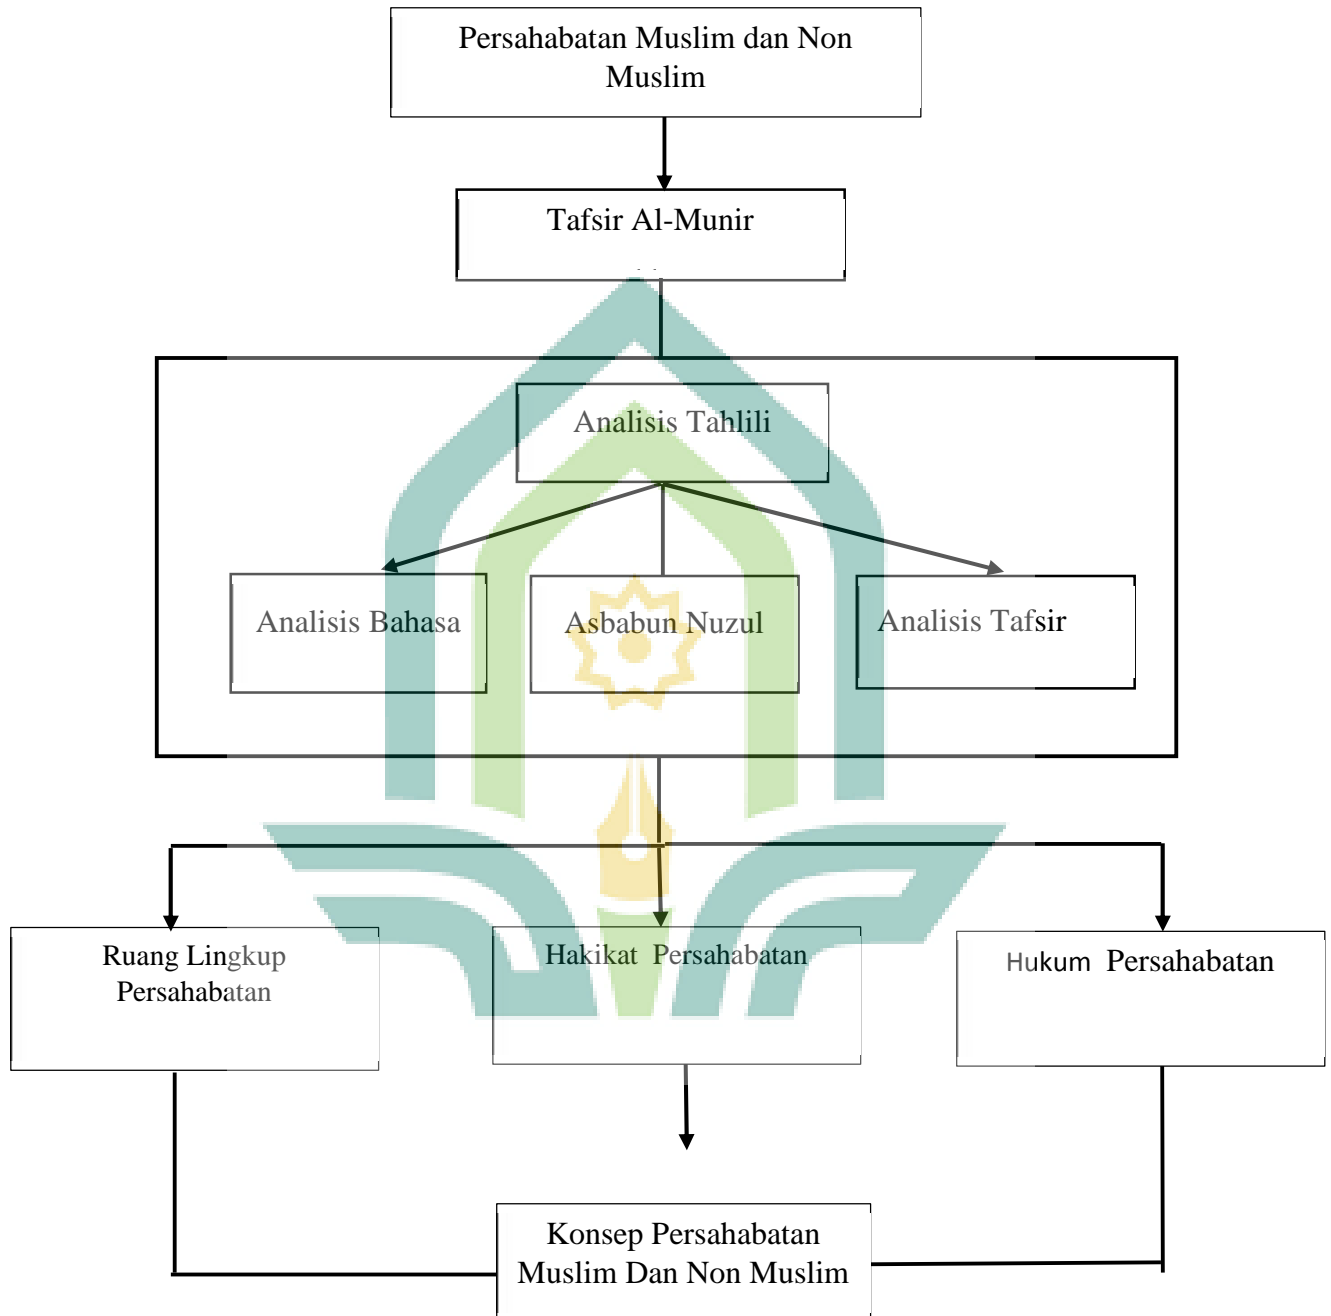 Persahabatan Muslim dan Non
Muslim
Tafsir Al-Munir
Analisis Tahlili
Analisis Bahasa
Asbabun Nuzul
Analisis Tafsir
Ruang Lingkup
Persahabatan
Hakikat Persahabatan
Hukum Persahabatan
Konsep Persahabatan
Muslim Dan Non Muslim